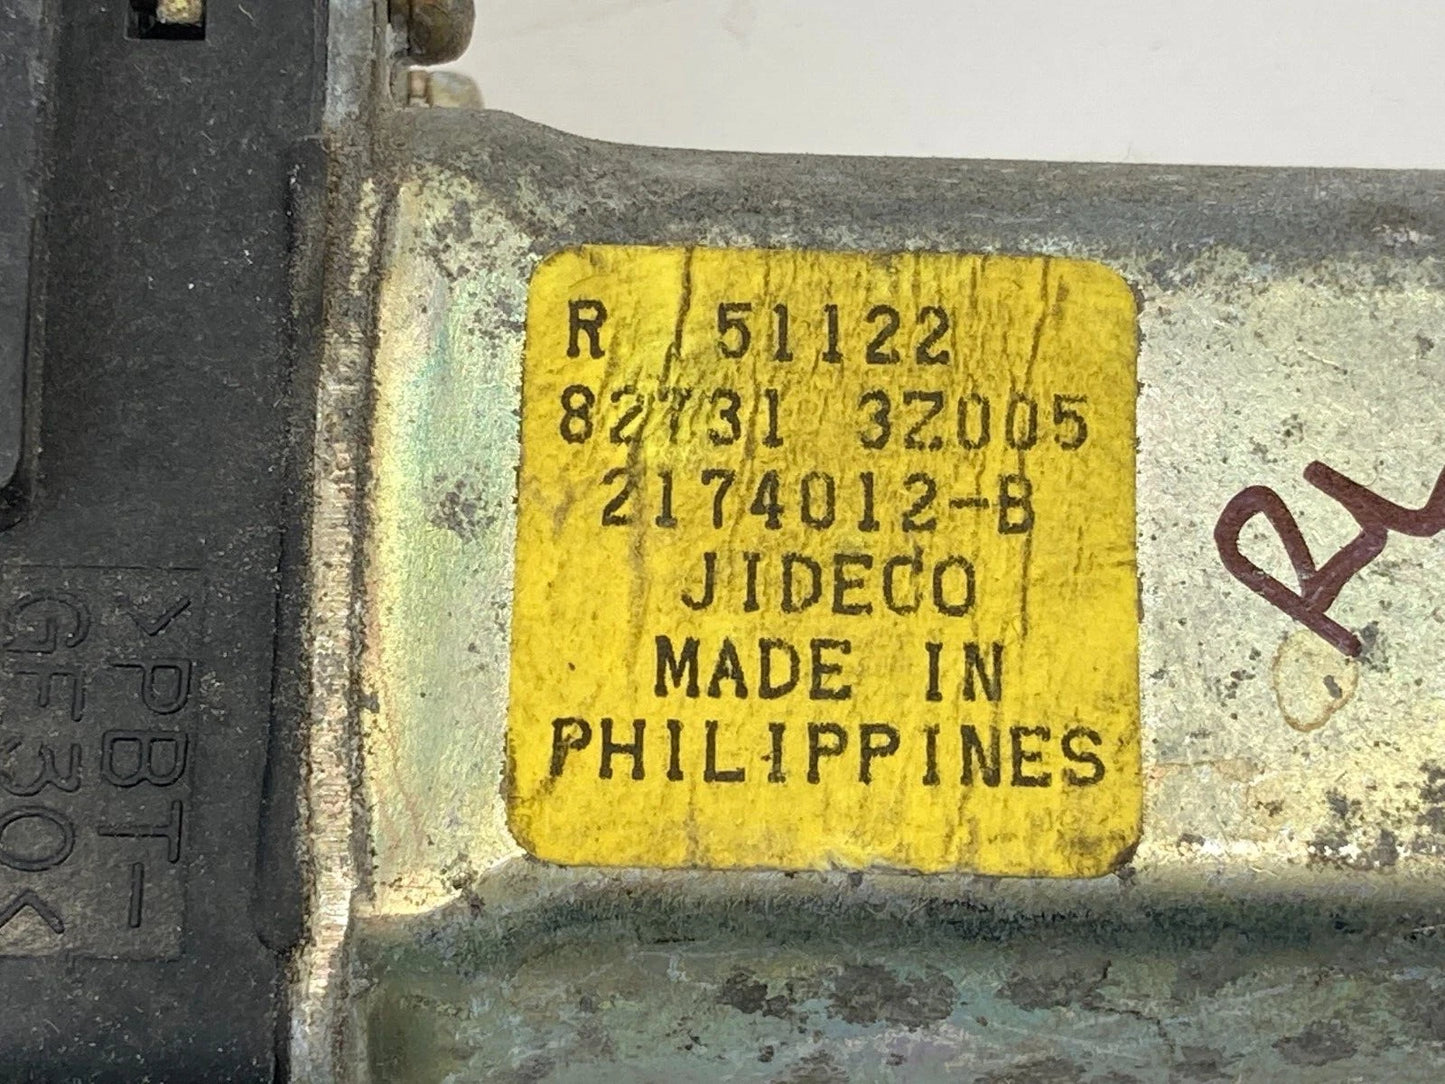 R 51122
82731 3Z005
2174012-B
JIDECO
MADE IN
PHILIPPINES
>PBT-
GF30<